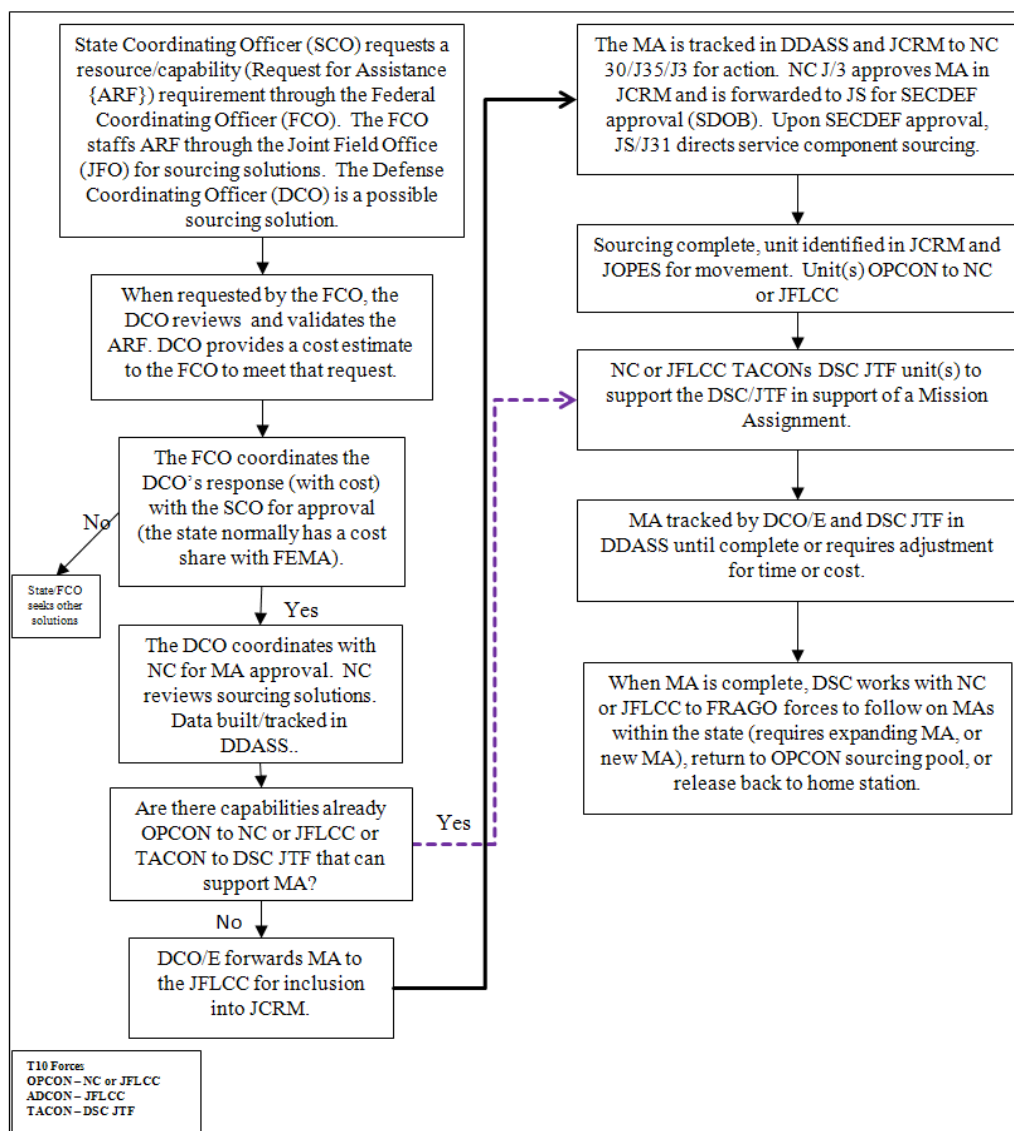 State Coordinating Officer (SCO) requests a
resource/capability (Request for Assistance
{ARF}) requirement through the Federal
Coordinating Officer (FCO).  The FCO
staffs ARF through the Joint Field Office
(JFO) for sourcing solutions.  The Defense
Coordinating Officer (DCO) is a possible
sourcing solution.
When requested by the FCO, the
DCO reviews  and validates the
ARF. DCO provides a cost estimate
to the FCO to meet that request.
The FCO coordinates the
DCO's response (with cost)
with the SCO for approval
(the state normally has a cost
share with FEMA).
No
State/FCO
seeks other
solutions
Yes
The DCO coordinates with
NC for MA approval.  NC
reviews sourcing solutions.
Data built/tracked in
DDASS..
Are there capabilities already
OPCON to NC or JFLCC or
TACON to DSC JTF that can
support MA?
Yes
No
DCO/E forwards MA to
the JFLCC for inclusion
into JCRM.
The MA is tracked in DDASS and JCRM to NC
30/J35/J3 for action.  NC J/3 approves MA in
JCRM and is forwarded to JS for SECDEF
approval (SDOB).  Upon SECDEF approval,
JS/J31 directs service component sourcing.
Sourcing complete, unit identified in JCRM and
JOPES for movement.  Unit(s) OPCON to NC
or JFLCC
NC or JFLCC TACONs DSC JTF unit(s) to
support the DSC/JTF in support of a Mission
Assignment.
MA tracked by DCO/E and DSC JTF in
DDASS until complete or requires adjustment
for time or cost.
When MA is complete, DSC works with NC
or JFLCC to FRAGO forces to follow on MAs
within the state (requires expanding MA, or
new MA), return to OPCON sourcing pool, or
release back to home station.
T10 Forces
OPCON – NC or JFLCC
ADCON – JFLCC
TACON – DSC JTF